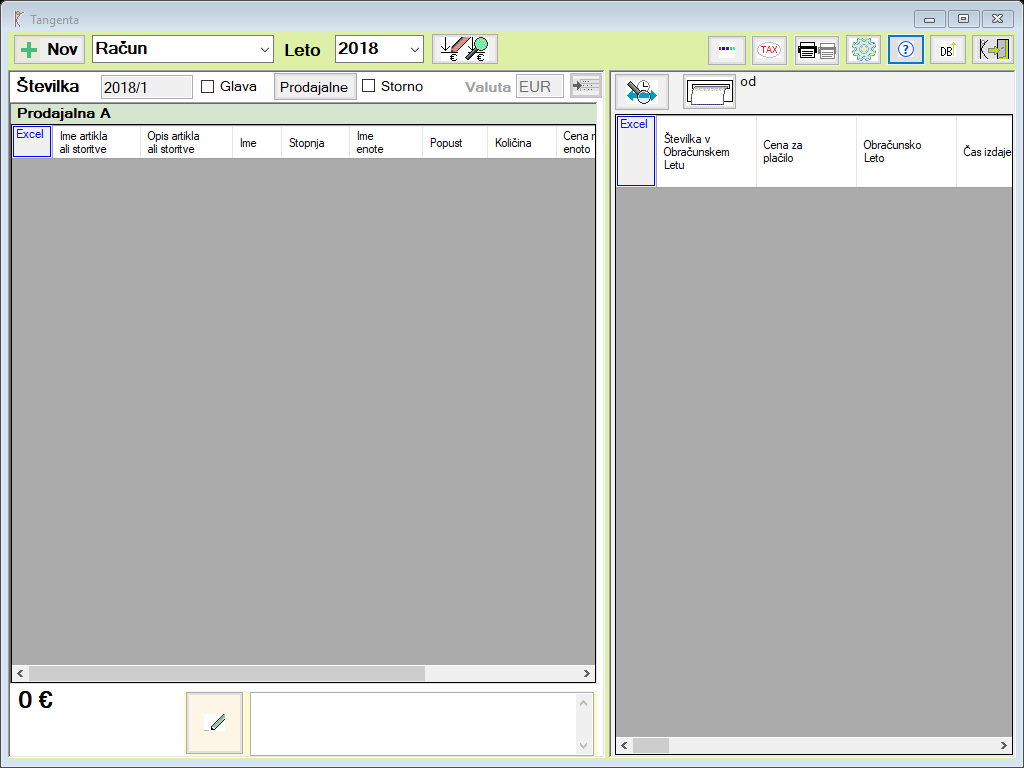 Tangenta
Nov Račun Leto 2018 € € TAX ? DB
Številka 2018/1 Glava Prodajalne Storno Valuta EUR
od
Prodajalna A
Excel
Ime artikla
ali storitve
Opis artikla
ali storitve
Ime
Stopnja
Ime
enote
Popust
Količina
Cena
enoto
Excel
Številka v
Obračunskem
Letu
Cena za
plačilo
Obračunsko
Leto
Čas izdaje
0 €